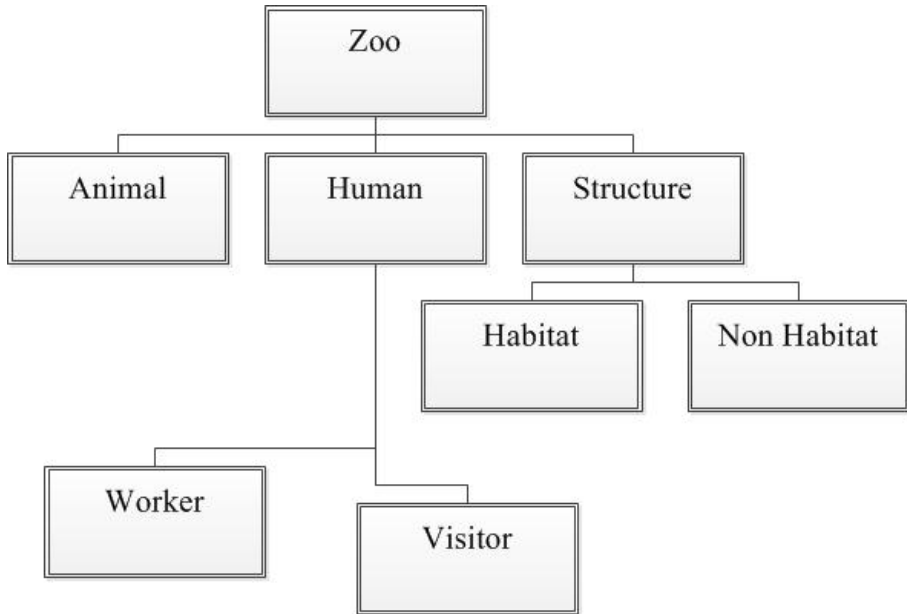 Zoo
Animal
Human
Structure
Habitat
Non Habitat
Worker
Visitor